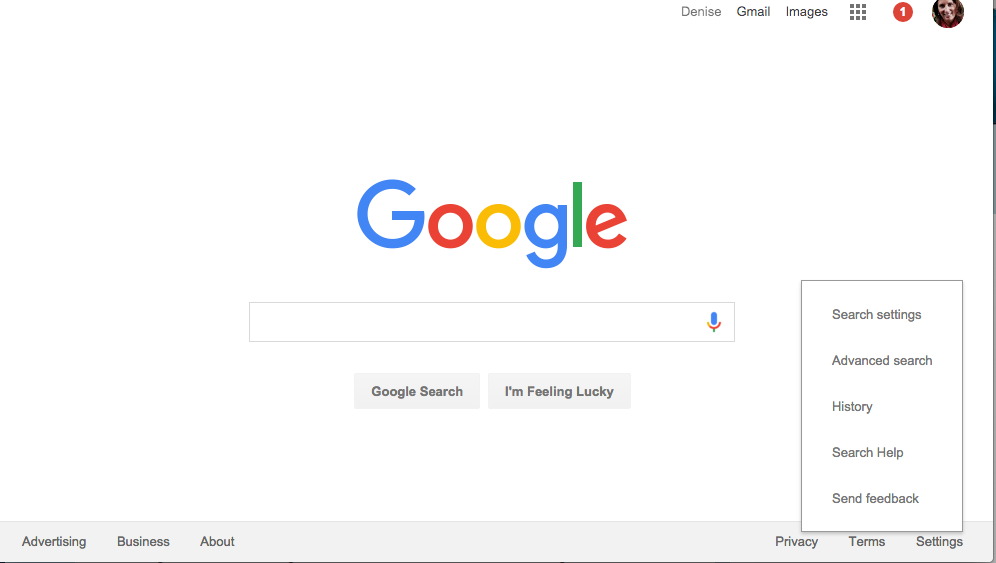 Denise Gmail Images 1
Google
Google Search I'm Feeling Lucky
Search settings
Advanced search
History
Search Help
Send feedback
Advertising Business About Privacy Terms Settings